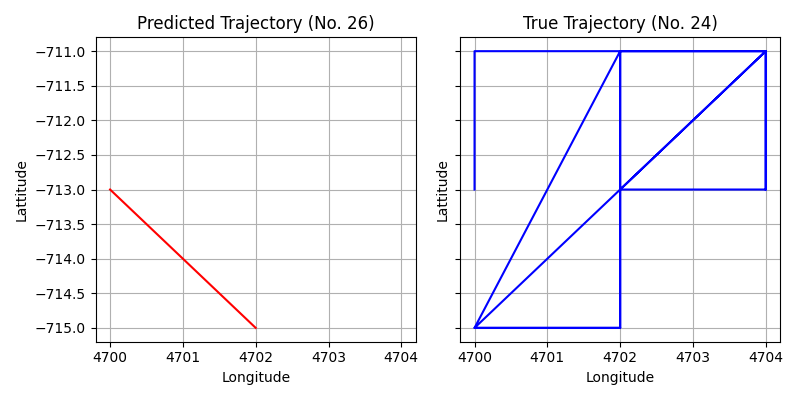 Predicted Trajectory (No. 26)
True Trajectory (No. 24)
Lattitude
−711.0
−711.5
−712.0
−712.5
−713.0
−713.5
−714.0
−714.5
−715.0
4700 4701 4702 4703 4704
Longitude
Lattitude
4700 4701 4702 4703 4704
Longitude